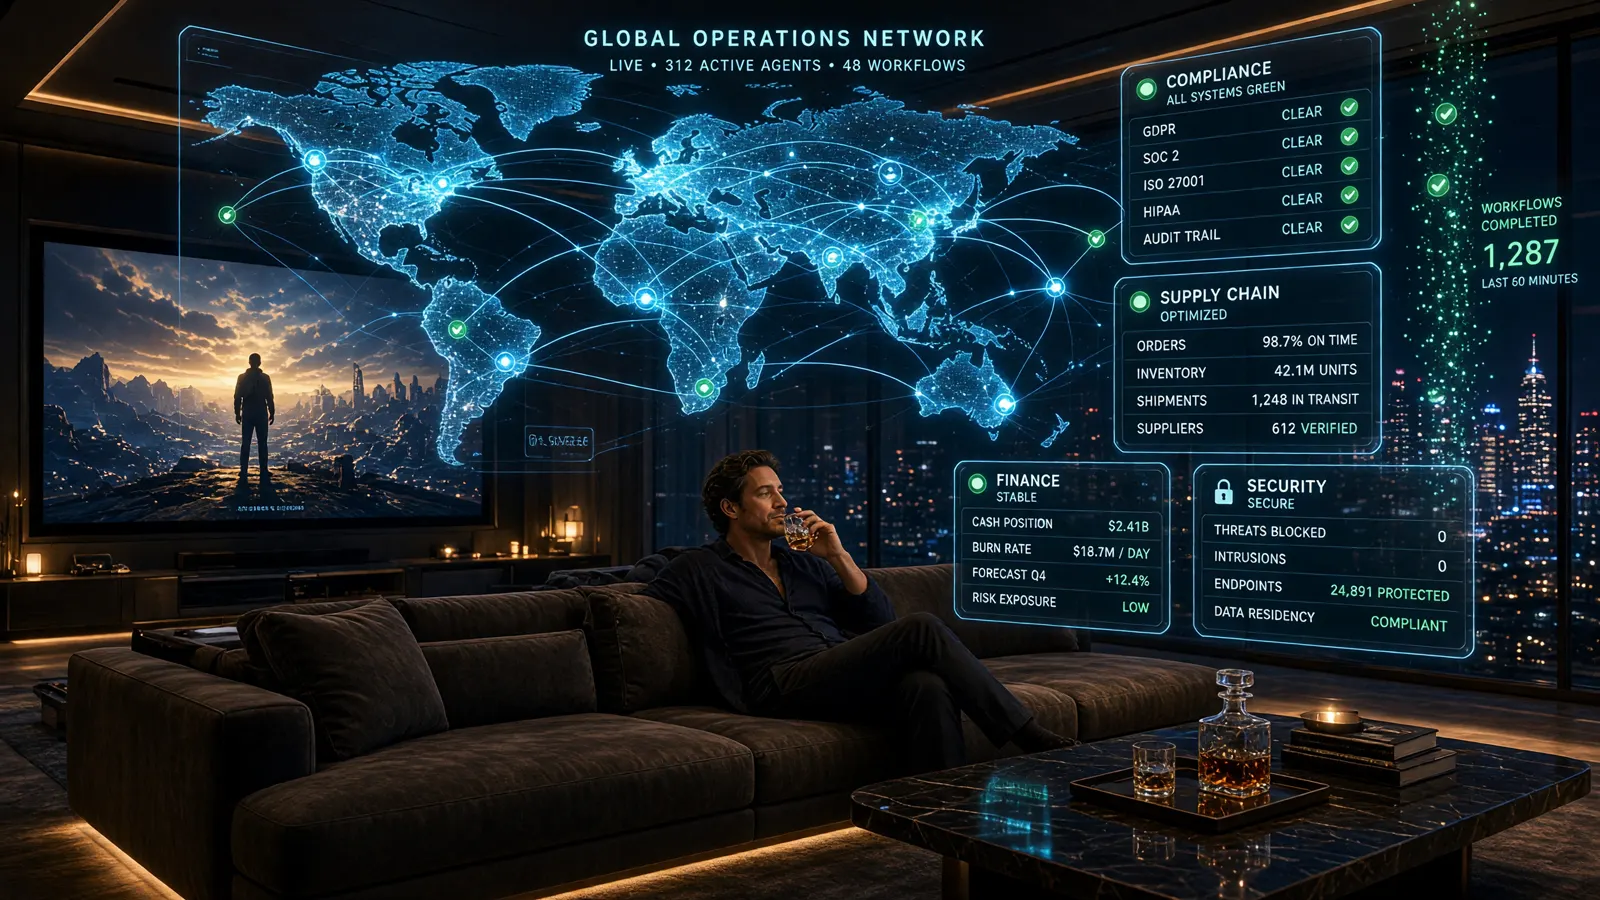 GLOBAL OPERATIONS NETWORK
LIVE • 312 ACTIVE AGENTS • 48 WORKFLOWS
COMPLIANCE
ALL SYSTEMS GREEN
GDPR CLEAR
SOC 2 CLEAR
ISO 27001 CLEAR
HIPAA CLEAR
AUDIT TRAIL CLEAR
WORKFLOWS
COMPLETED
1,287
LAST 60 MINUTES
SUPPLY CHAIN
OPTIMIZED
ORDERS 98.7% ON TIME
INVENTORY 42.1M UNITS
SHIPMENTS 1,248 IN TRANSIT
SUPPLIERS 612 VERIFIED
FINANCE
STABLE
CASH POSITION $2.41B
BURN RATE $18.7M / DAY
FORECAST Q4 +12.4%
RISK EXPOSURE LOW
SECURITY
SECURE
THREATS BLOCKED 0
INTRUSIONS 0
ENDPOINTS 24,891 PROTECTED
DATA RESIDENCY COMPLIANT